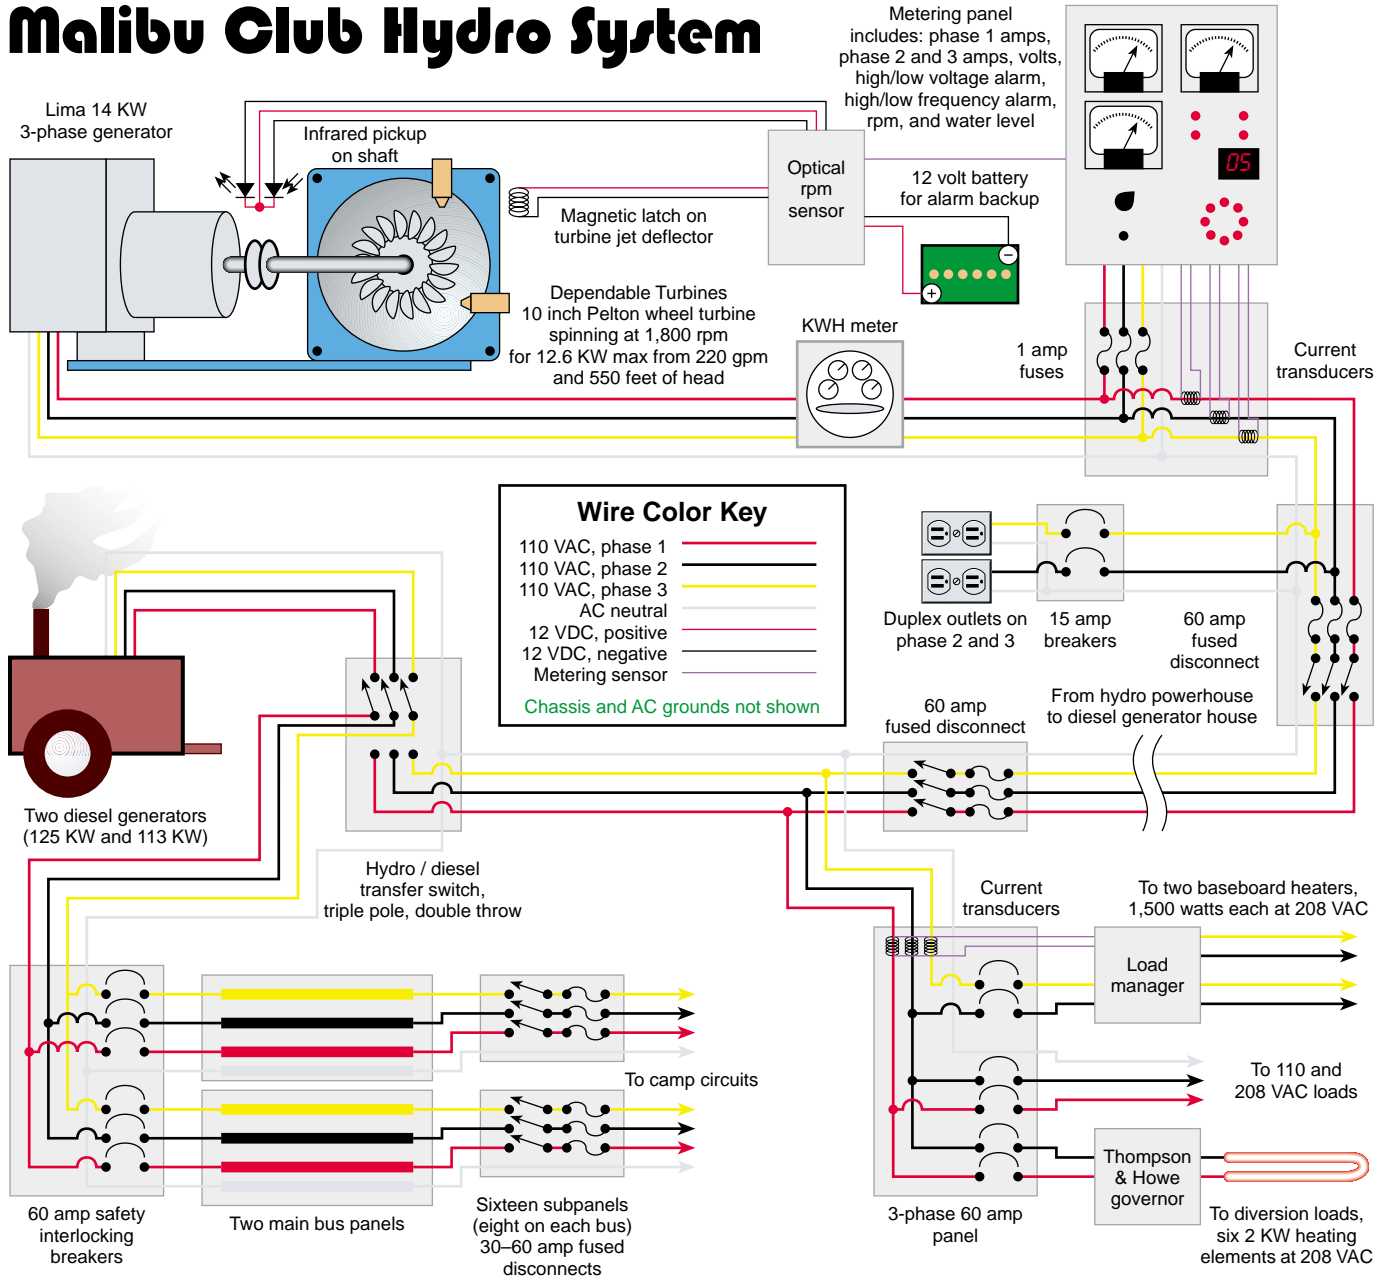 Malibu Club Hydro System
Metering panel
includes: phase 1 amps,
phase 2 and 3 amps, volts,
high/low voltage alarm,
high/low frequency alarm,
rpm, and water level
Lima 14 KW
3-phase generator
Infrared pickup
on shaft
Optical
rpm
sensor
05
12 volt battery
for alarm backup
Magnetic latch on
turbine jet deflector
−
+
Dependable Turbines
10 inch Pelton wheel turbine
spinning at 1,800 rpm
for 12.6 KW max from 220 gpm
and 550 feet of head
KWH meter
1 amp
fuses
Current
transducers
Wire Color Key
110 VAC, phase 1
110 VAC, phase 2
110 VAC, phase 3
AC neutral
12 VDC, positive
12 VDC, negative
Metering sensor
Chassis and AC grounds not shown
Duplex outlets on
phase 2 and 3
15 amp
breakers
60 amp
fused
disconnect
60 amp
fused disconnect
From hydro powerhouse
to diesel generator house
Two diesel generators
(125 KW and 113 KW)
Hydro / diesel
transfer switch,
triple pole, double throw
Current
transducers
To two baseboard heaters,
1,500 watts each at 208 VAC
Load
manager
To camp circuits
To 110 and
208 VAC loads
Thompson
& Howe
governor
60 amp safety
interlocking
breakers
Two main bus panels
Sixteen subpanels
(eight on each bus)
30–60 amp fused
disconnects
3-phase 60 amp
panel
To diversion loads,
six 2 KW heating
elements at 208 VAC